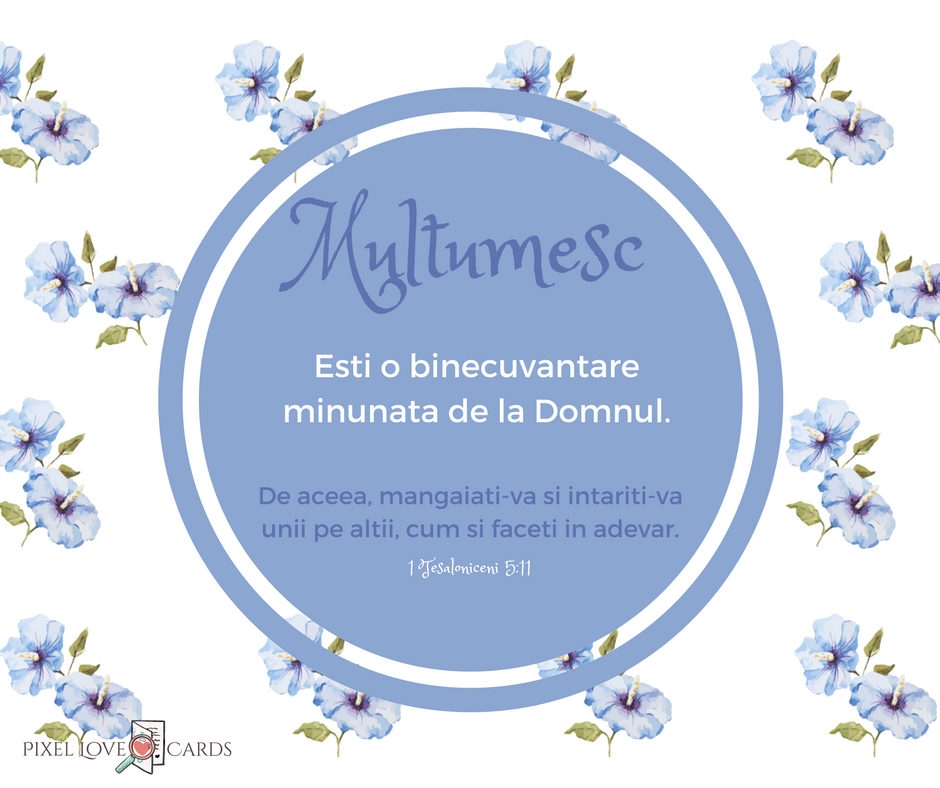 Multumesc
Esti o binecuvantare
minunata de la Domnul.
De aceea, mangaiati-va si intariti-va
unii pe altii, cum si faceti in adevar.
1 Tesaloniceni 5:11
PIXEL LOVE CARDS